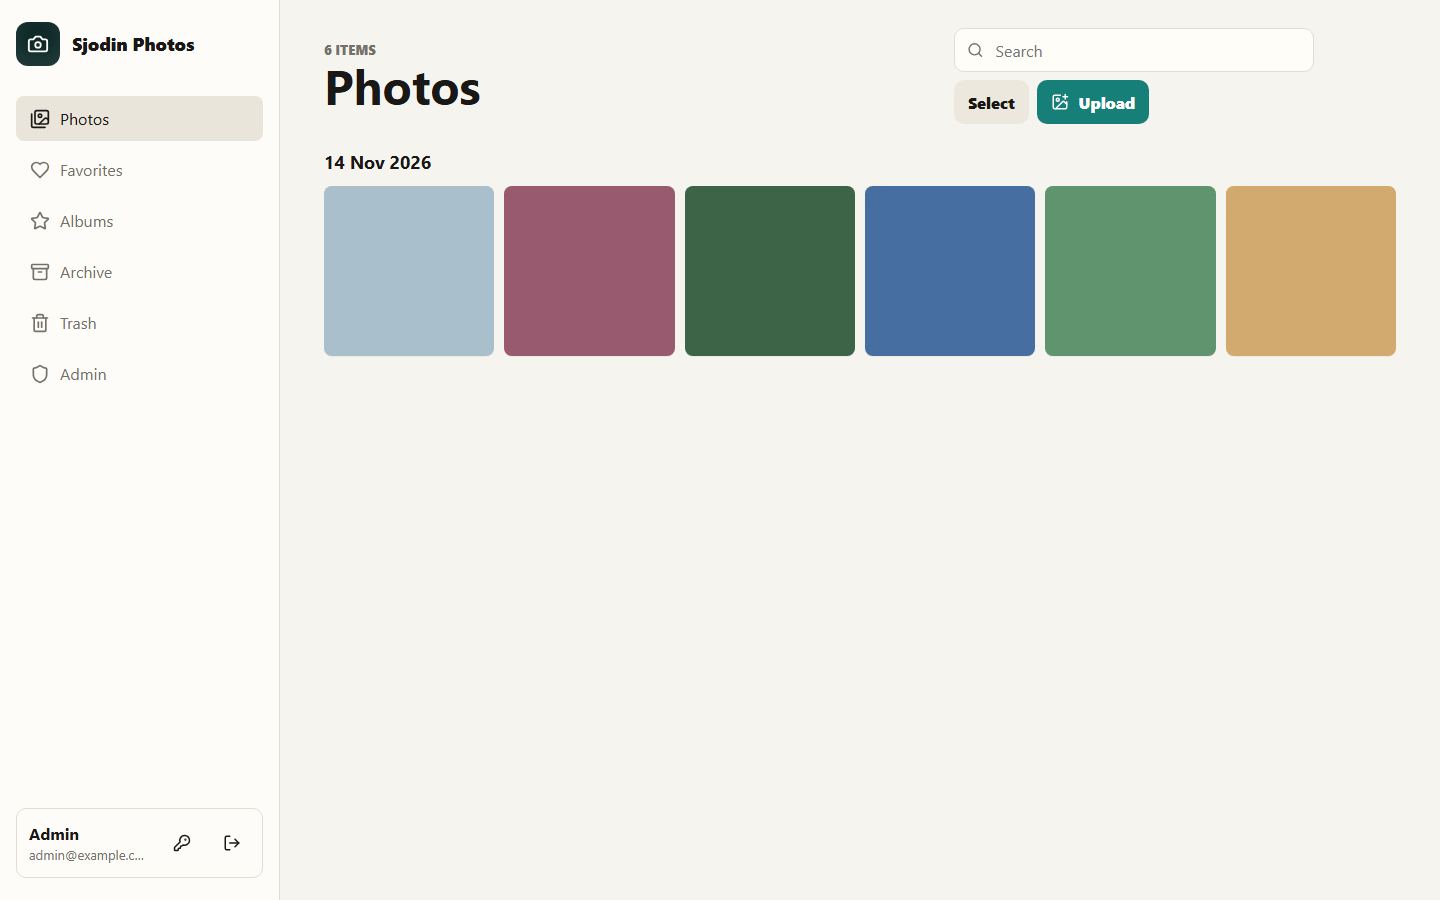 Sjodin Photos
Photos
Favorites
Albums
Archive
Trash
Admin
Admin
admin@example.c...
6 ITEMS
Photos
Search
Select
Upload
14 Nov 2026